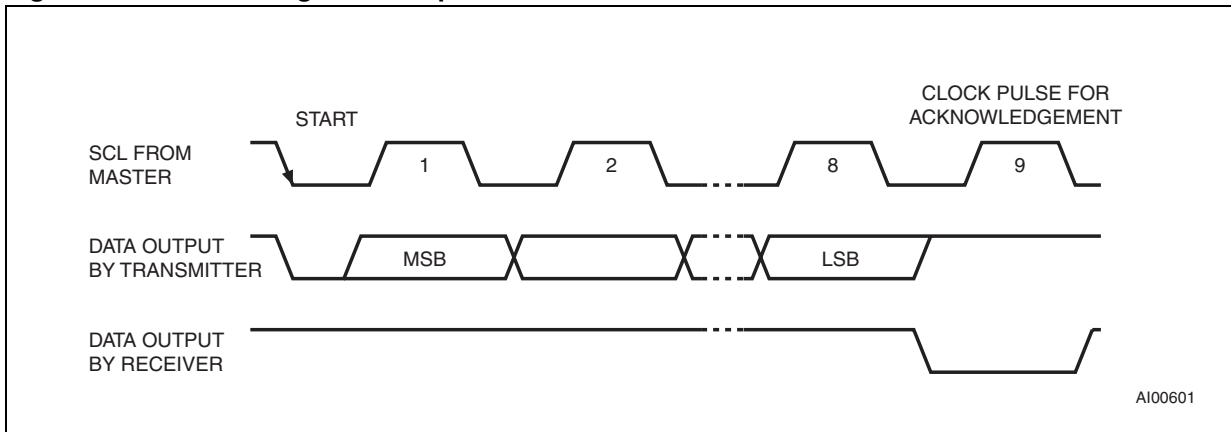 START
CLOCK PULSE FOR
ACKNOWLEDGEMENT
SCL FROM
MASTER
1
2
8
9
DATA OUTPUT
BY TRANSMITTER
MSB
LSB
DATA OUTPUT
BY RECEIVER
AI00601